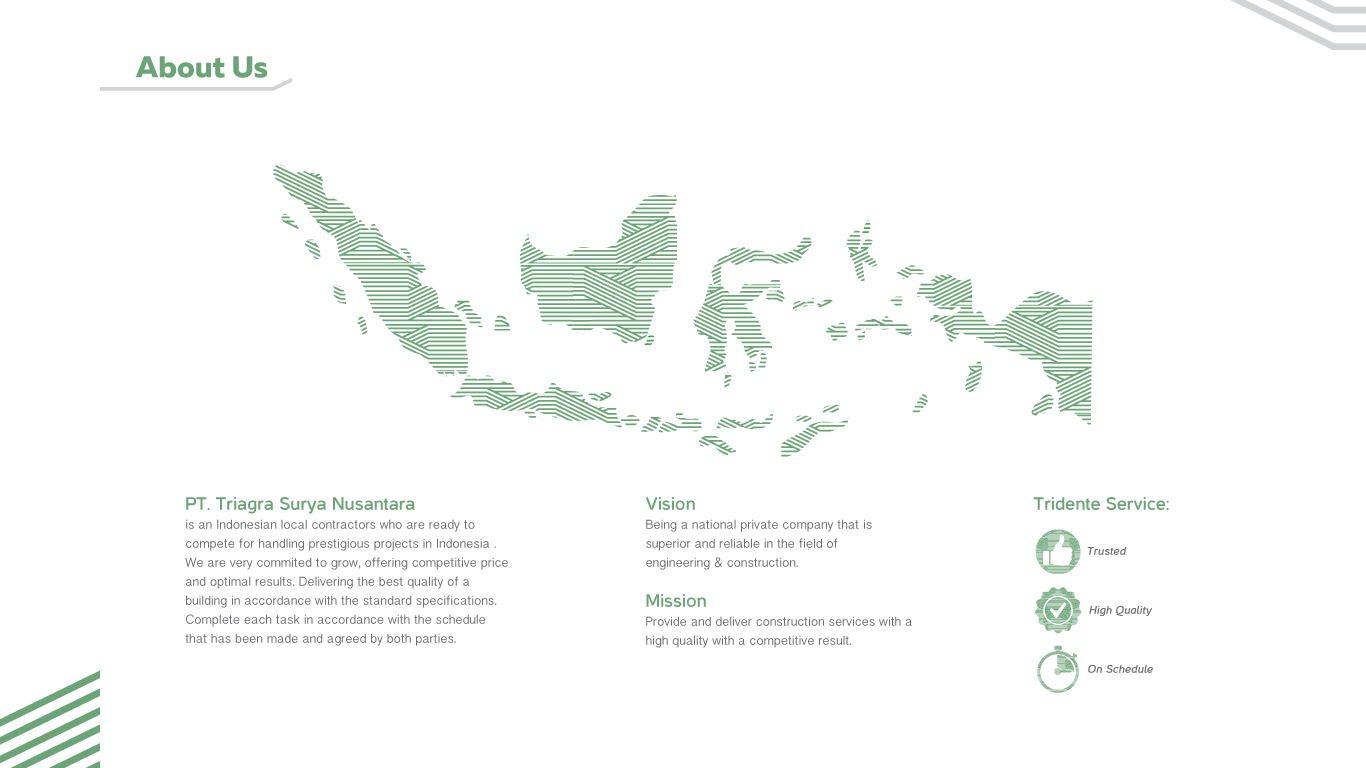 About Us
PT. Triagra Surya Nusantara
is an Indonesian local contractors who are ready to
compete for handling prestigious projects in Indonesia .
We are very commited to grow, offering competitive price
and optimal results. Delivering the best quality of a
building in accordance with the standard specifications.
Complete each task in accordance with the schedule
that has been made and agreed by both parties.
Vision
Being a national private company that is
superior and reliable in the field of
engineering & construction.
Mission
Provide and deliver construction services with a
high quality with a competitive result.
Tridente Service:
Trusted
High Quality
On Schedule